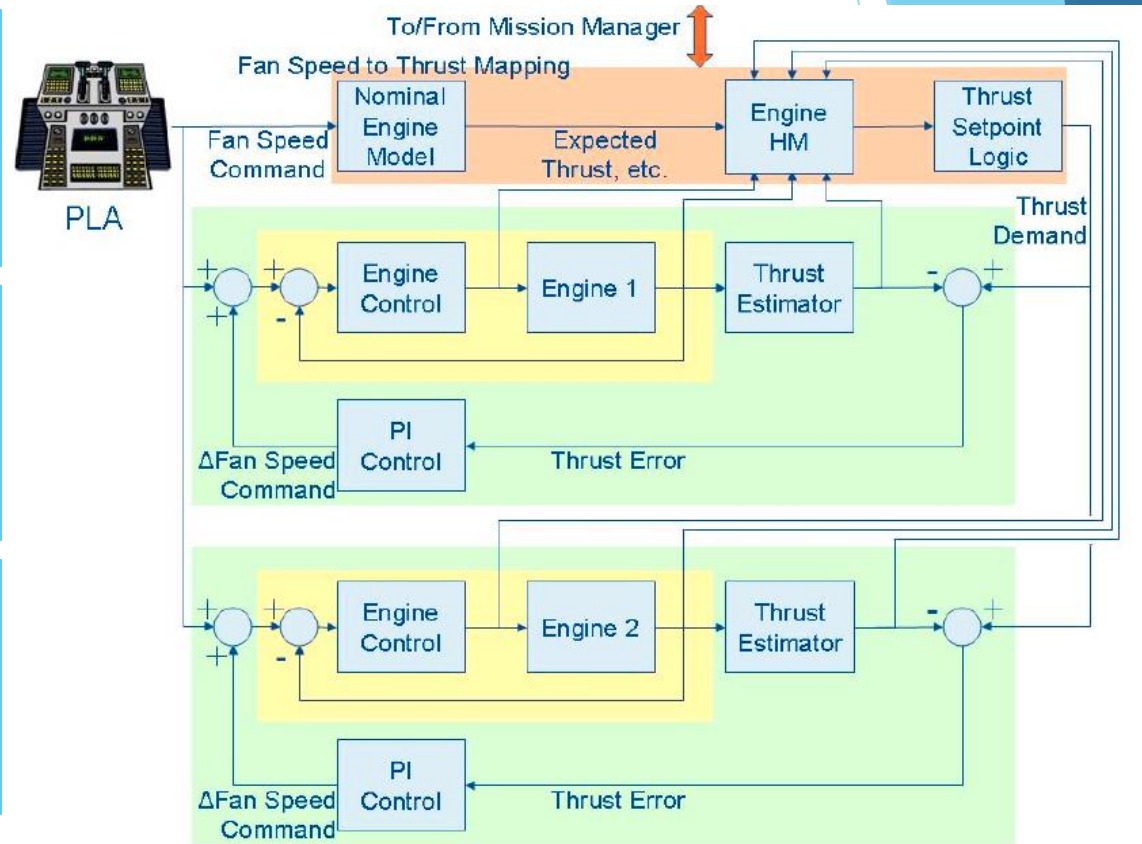 To/From Mission Manager
Fan Speed to Thrust Mapping
Nominal
Engine
Model
Engine
HM
Thrust
Setpoint
Logic
Fan Speed
Command
Expected
Thrust, etc.
PLA
Thrust
Demand
+
+
+
-
Engine
Control
Engine 1
Thrust
Estimator
-
+
PI
Control
ΔFan Speed
Command
Thrust Error
+
+
+
-
Engine
Control
Engine 2
Thrust
Estimator
-
+
PI
Control
ΔFan Speed
Command
Thrust Error